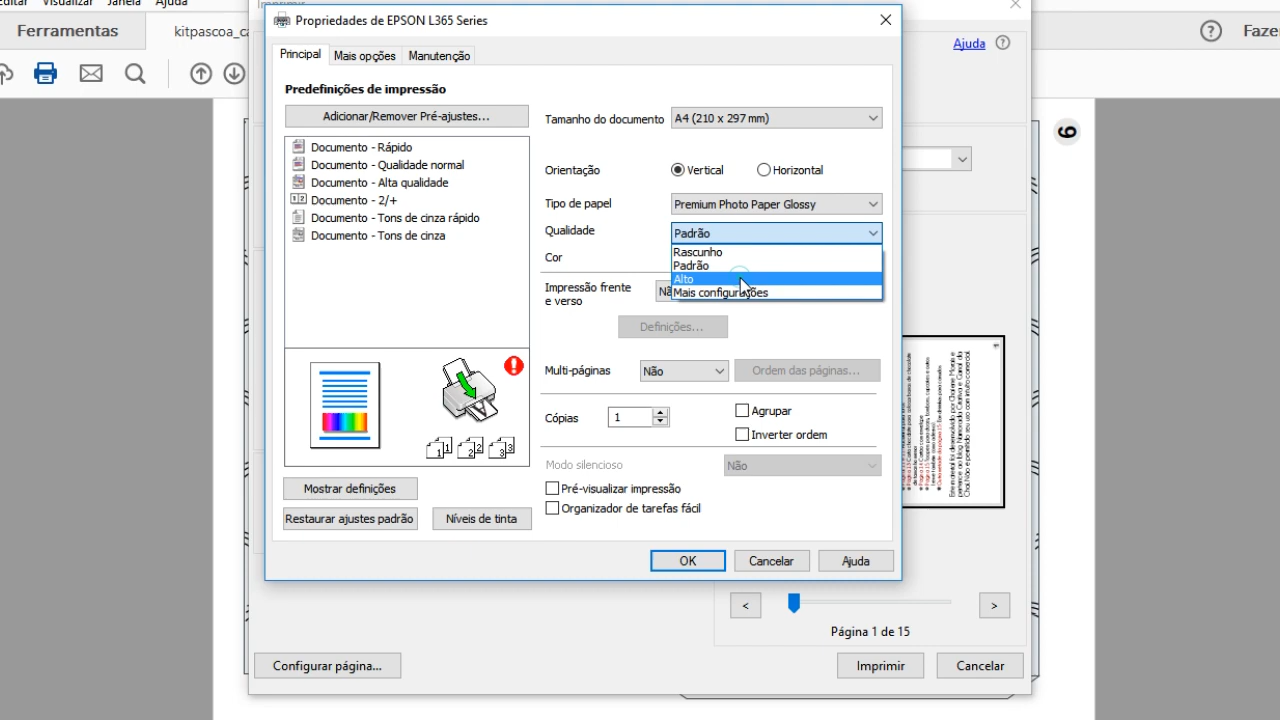 Editar Visualizar Janela Ajuda
Ferramentas
kitpascoa_ca
Faze
Propriedades de EPSON L365 Series
Ajuda
Principal Mais opções Manutenção
Predefinições de impressão
Adicionar/Remover Pré-ajustes...
Documento - Rápido
Documento - Qualidade normal
Documento - Alta qualidade
Documento - 2/+
Documento - Tons de cinza rápido
Documento - Tons de cinza
Mostrar definições
Restaurar ajustes padrão
Níveis de tinta
Tamanho do documento A4 (210 x 297 mm)
Orientação Vertical Horizontal
Tipo de papel Premium Photo Paper Glossy
Qualidade Padrão
Rascunho
Padrão
Alto
Mais configurações
Cor
Impressão frente
e verso
Nã
Definições...
Multi-páginas Não Ordem das páginas...
Cópias 1
Agrupar
Inverter ordem
Modo silencioso Não
Pré-visualizar impressão
Organizador de tarefas fácil
OK Cancelar Ajuda
6
< >
Página 1 de 15
Configurar página...
Imprimir Cancelar